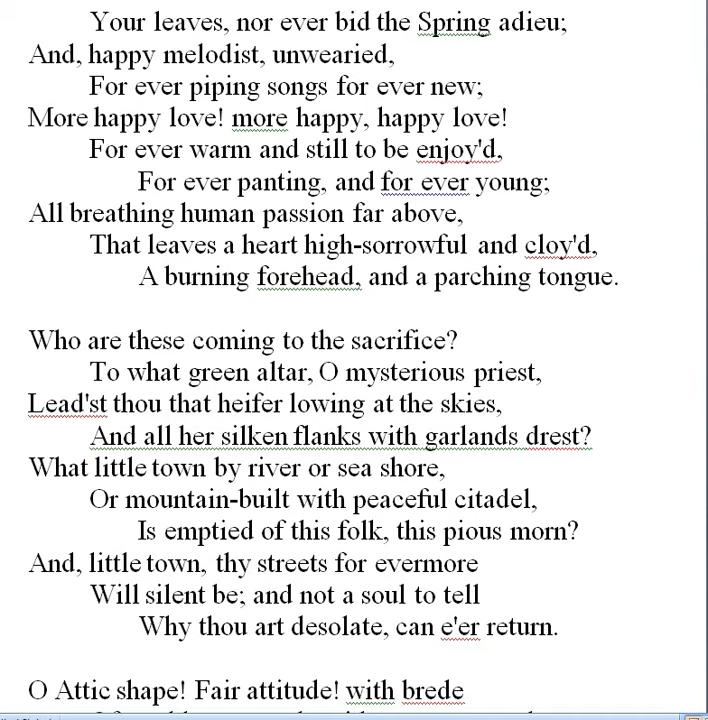 Your leaves, nor ever bid the Spring adieu;
And, happy melodist, unwearied,
For ever piping songs for ever new;
More happy love! more happy, happy love!
For ever warm and still to be enjoy'd,
For ever panting, and for ever young;
All breathing human passion far above,
That leaves a heart high-sorrowful and cloy'd,
A burning forehead, and a parching tongue.
Who are these coming to the sacrifice?
To what green altar, O mysterious priest,
Lead'st thou that heifer lowing at the skies,
And all her silken flanks with garlands drest?
What little town by river or sea shore,
Or mountain-built with peaceful citadel,
Is emptied of this folk, this pious morn?
And, little town, thy streets for evermore
Will silent be; and not a soul to tell
Why thou art desolate, can e'er return.
O Attic shape! Fair attitude! with brede